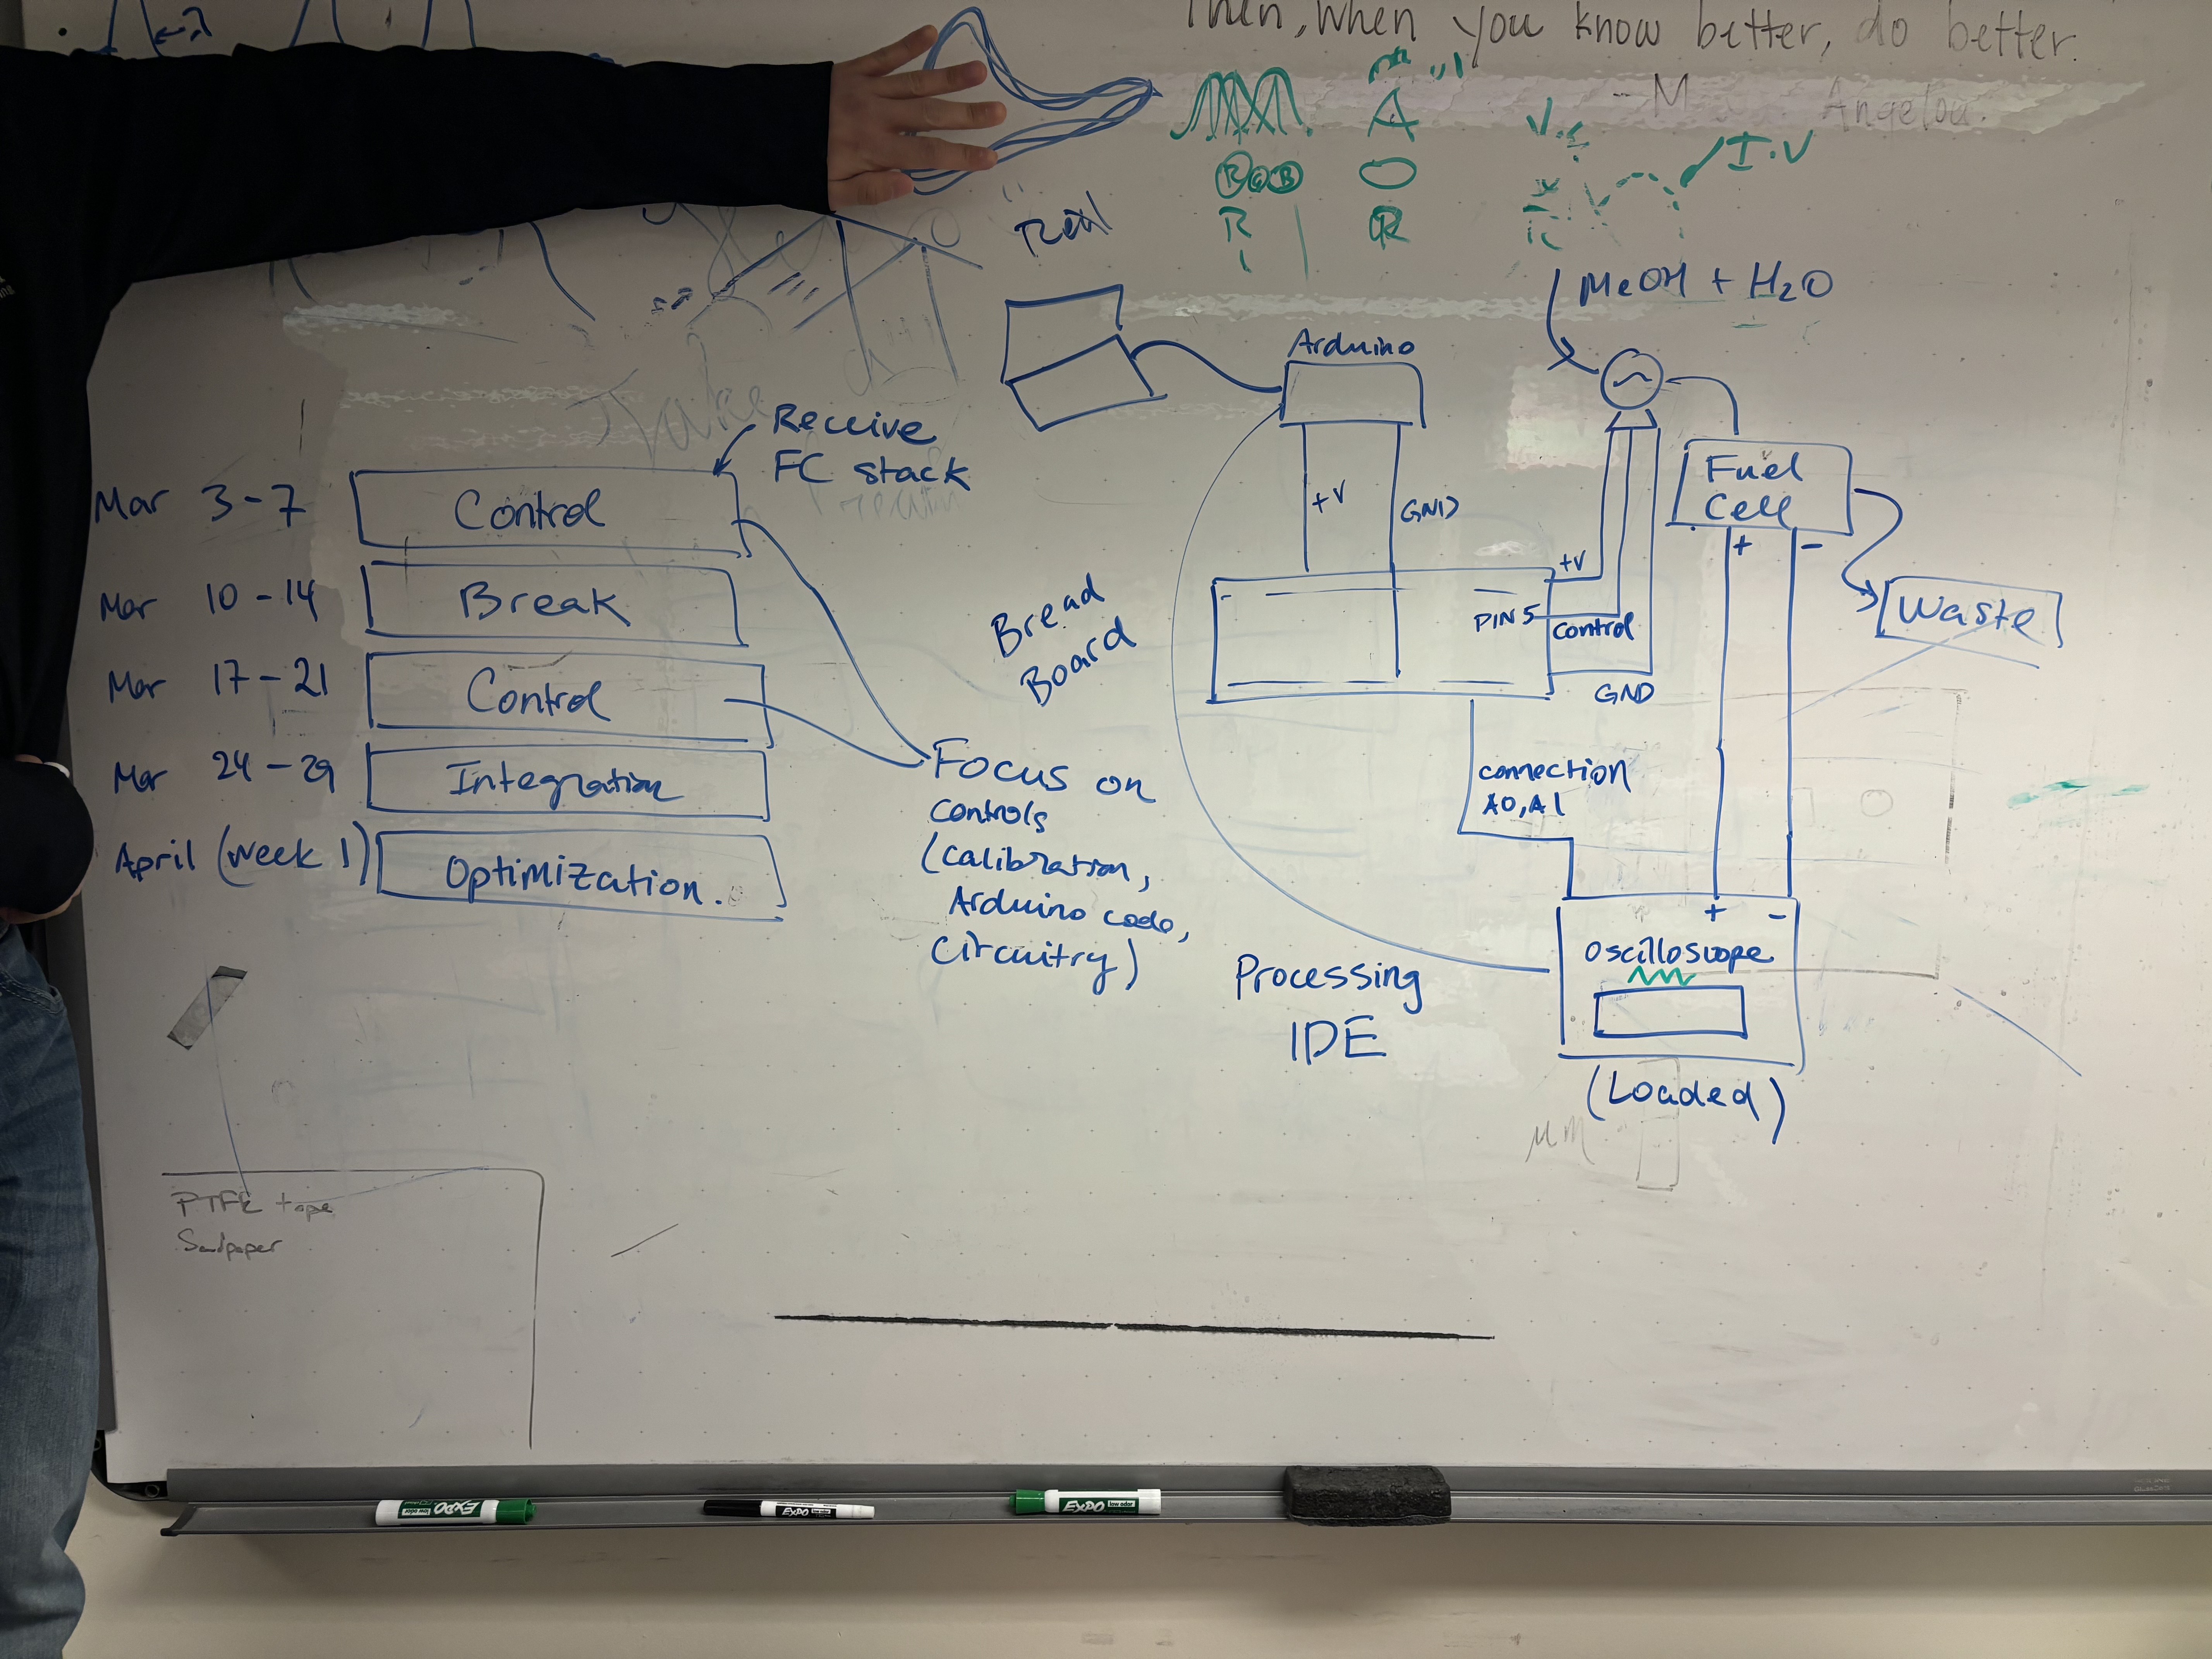 Then, when you know better, do better.
- M Angelou.
λ
R G B
R
R
I.V
Real
MeOH + H2O
Arduino
+V
GND
Fuel
Cell
+ -
Waste
Bread
Board
+V
PIN 5
control
GND
connection
A0, A1
+ -
Oscilloscope
(Loaded)
Processing
IDE
Receive
FC stack
Mar 3-7 Control
Mar 10-14 Break
Mar 17-21 Control
Mar 24-29 Integration
April (week 1) Optimization.
Focus on
controls
(calibration,
Arduino code,
circuitry)
PTFE tape
Sandpaper
EXPO low odor
EXPO
EXPO low odor